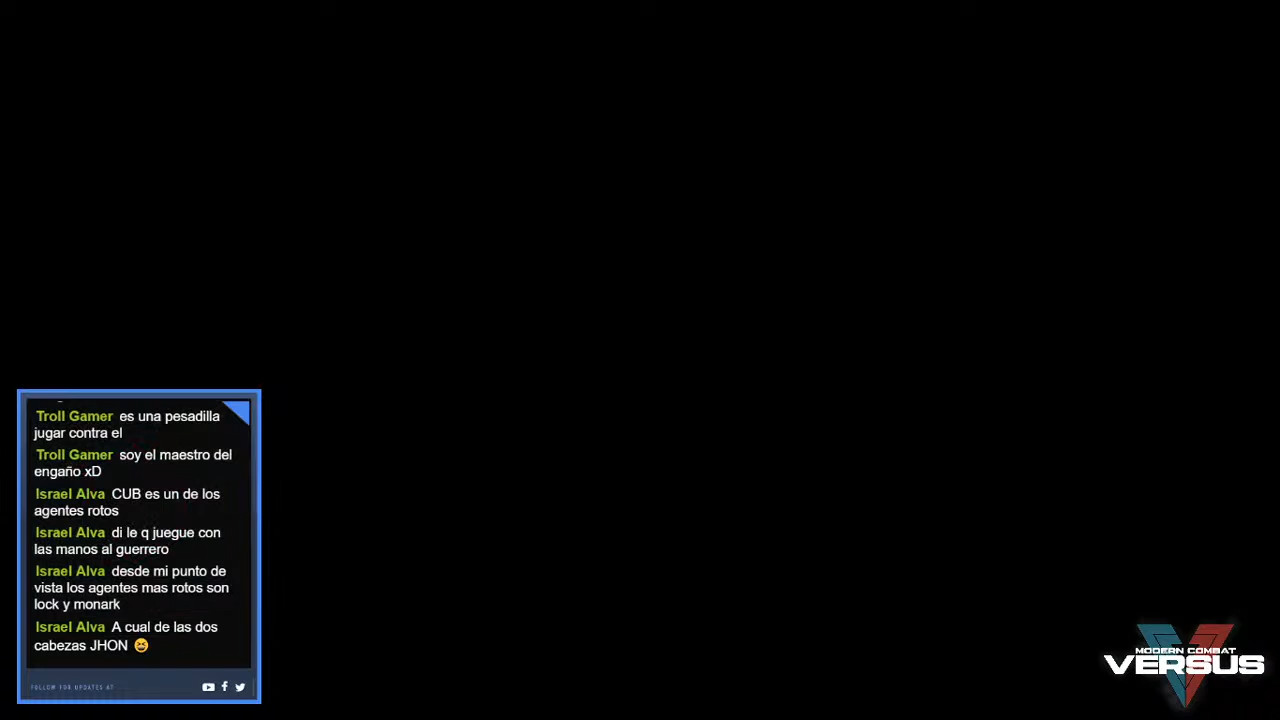 Troll Gamer es una pesadilla
jugar contra el
Troll Gamer soy el maestro del
engaño xD
Israel Alva CUB es un de los
agentes rotos
Israel Alva di le q juegue con
las manos al guerrero
Israel Alva desde mi punto de
vista los agentes mas rotos son
lock y monark
Israel Alva A cual de las dos
cabezas JHON 😆
FOLLOW FOR UPDATES AT
MODERN COMBAT
VERSUS